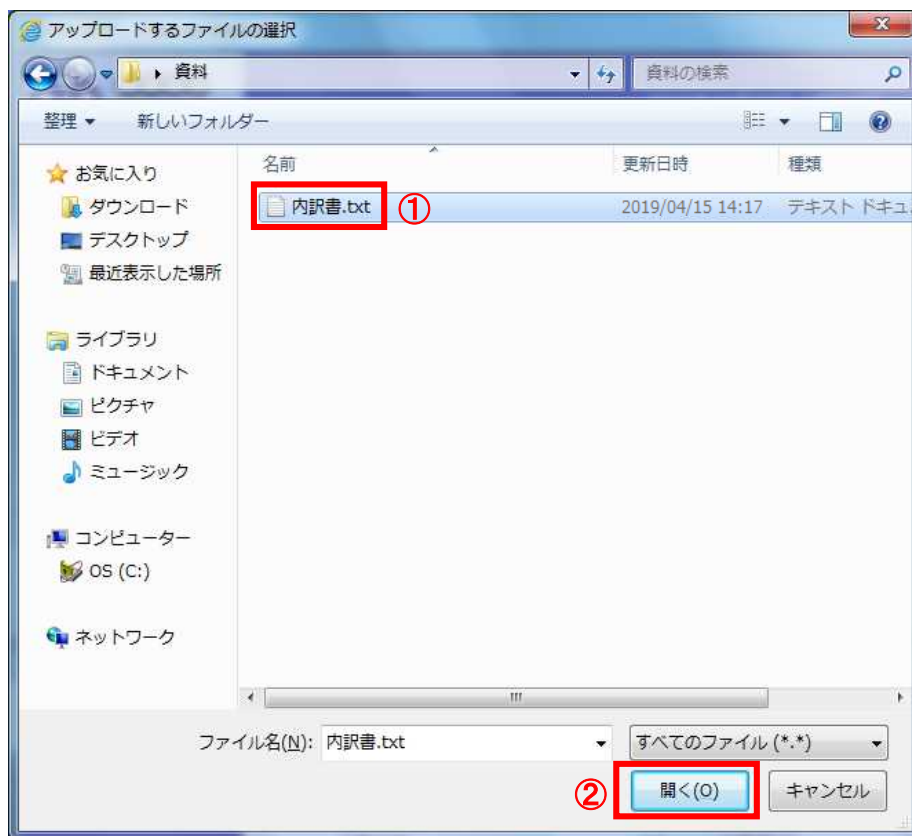 アップロードするファイルの選択
資料
資料の検索
整理
新しいフォルダー
名前
更新日時
種類
お気に入り
ダウンロード
デスクトップ
最近表示した場所
ライブラリ
ドキュメント
ピクチャ
ビデオ
ミュージック
コンピューター
OS (C:)
ネットワーク
内訳書.txt ① 2019/04/15 14:17 テキスト ドキュ
ファイル名(N): 内訳書.txt
すべてのファイル (*.*)
② 開く(O)
キャンセル